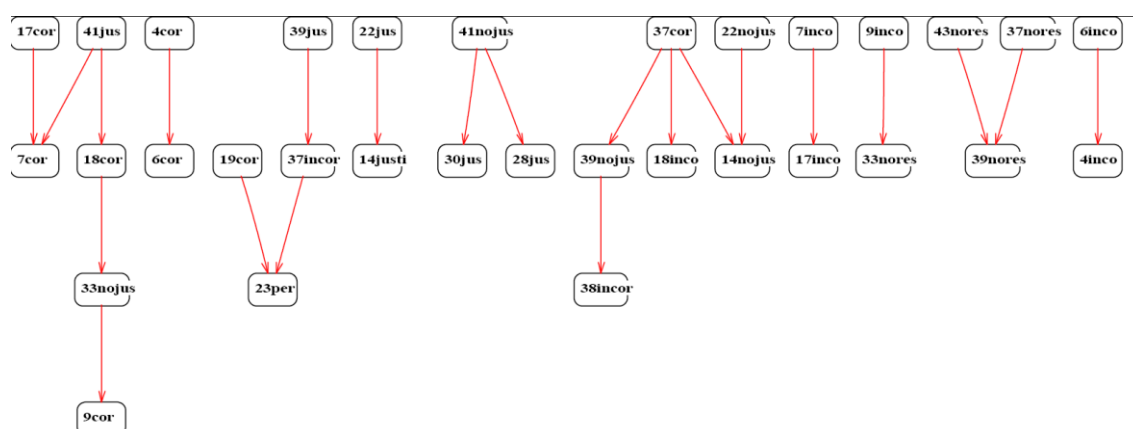 17cor 41jus 4cor 39jus 22jus 41nojus 37cor 22nojus 7inco 9inco 43nores 37nores 6inco
7cor 18cor 6cor 19cor 37incor 14justi 30jus 28jus 39nojus 18inco 14nojus 17inco 33nores 39nores 4inco
33nojus 23per 38incor
9cor